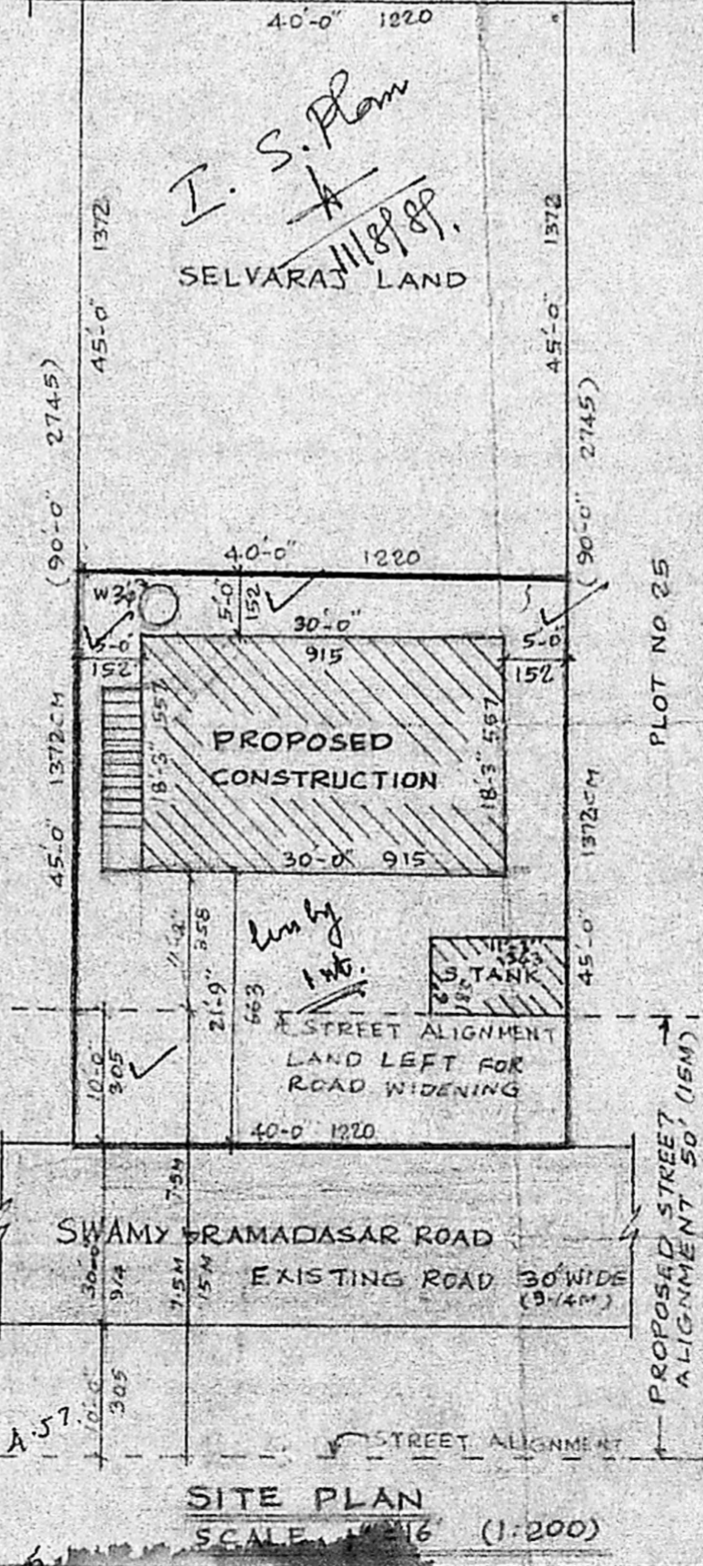 40'-0" 1220
I. S. Plan
11/8/81.
SELVARAJ LAND
45'-0" 1372
45'-0" 1372
(90'-0" 2745)
(90'-0" 2745)
40'-0" 1220
5'-0"
152
5'-0"
152
30'-0"
915
5'-0"
152
18'-3" 557
PROPOSED
CONSTRUCTION
18'-3" 557
30'-0" 915
45'-0" 1372CM
45'-0" 1372CM
PLOT NO 25
358
21'-9" 663
S. TANK
STREET ALIGNMENT
LAND LEFT FOR
ROAD WIDENING
10'-0"
305
40'-0 1220
7.5M
SWAMY RAMADASAR ROAD
EXISTING ROAD 30' WIDE
(9.14M)
30'-0"
914
7.5M
15M
PROPOSED STREET
ALIGNMENT 50' (15M)
10'-0"
305
A.57.
STREET ALIGNMENT
SITE PLAN
SCALE 16' (1:200)